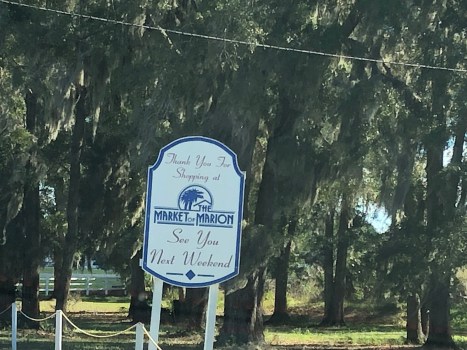 Thank You For
Shopping at
THE
MARKET OF MARION
See You
Next Weekend